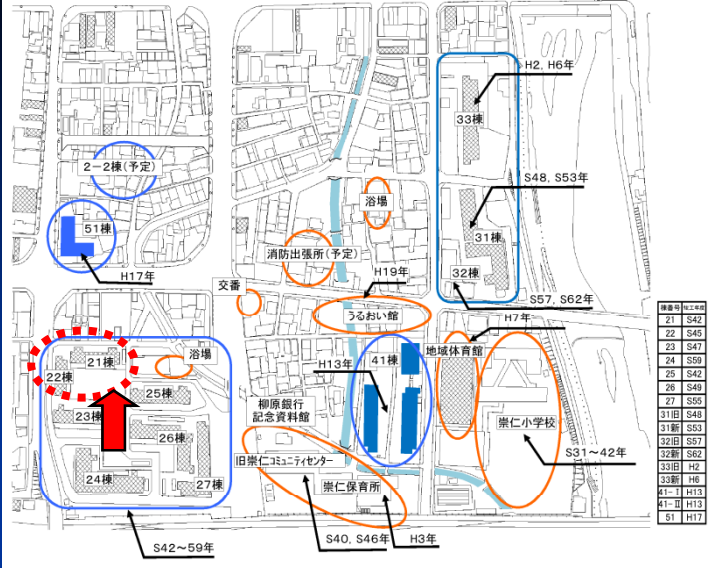 H2, H6年
33棟
2－2棟(予定)
S48, S53年
浴場
51棟
31棟
消防出張所(予定)
H17年
H19年
32棟
交番
S57, S62年
うるおい館
H7年
21棟
浴場
地域体育館
22棟
H13年
41棟
25棟
23棟
柳原銀行
記念資料館
崇仁小学校
26棟
旧崇仁コミュニティセンター
24棟
27棟
崇仁保育所
S31～42年
S42～59年
S40, S46年
H3年
棟番号 竣工年度
21 S42
22 S45
23 S47
24 S59
25 S42
26 S49
27 S55
31旧 S48
31新 S53
32旧 S57
32新 S62
33旧 H2
33新 H6
41-Ⅰ H13
41-Ⅱ H13
51 H17